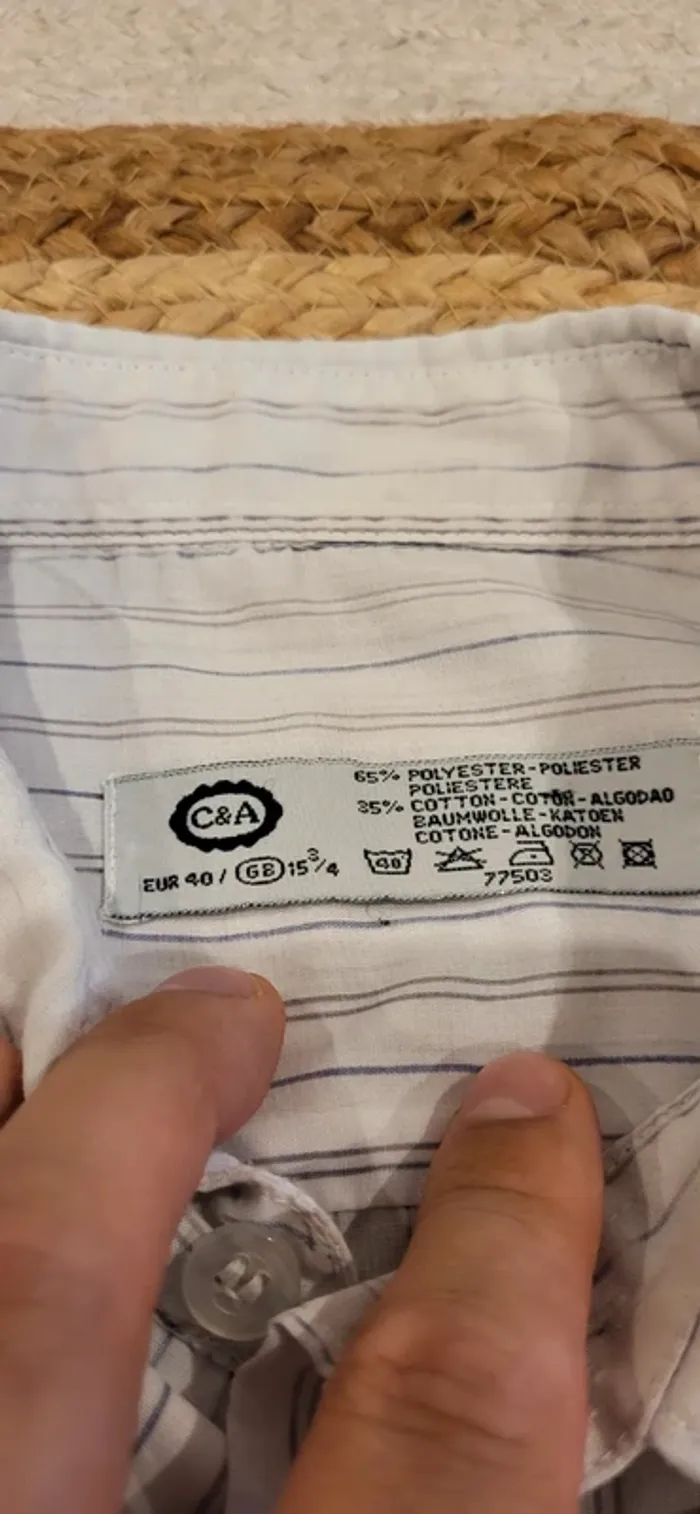 C&A
EUR 40 / GB 15 3/4
65% POLYESTER-POLIESTER
POLIESTERE
35% COTTON-COTON-ALGODAO
BAUMWOLLE-KATOEN
COTONE-ALGODON
40
77503